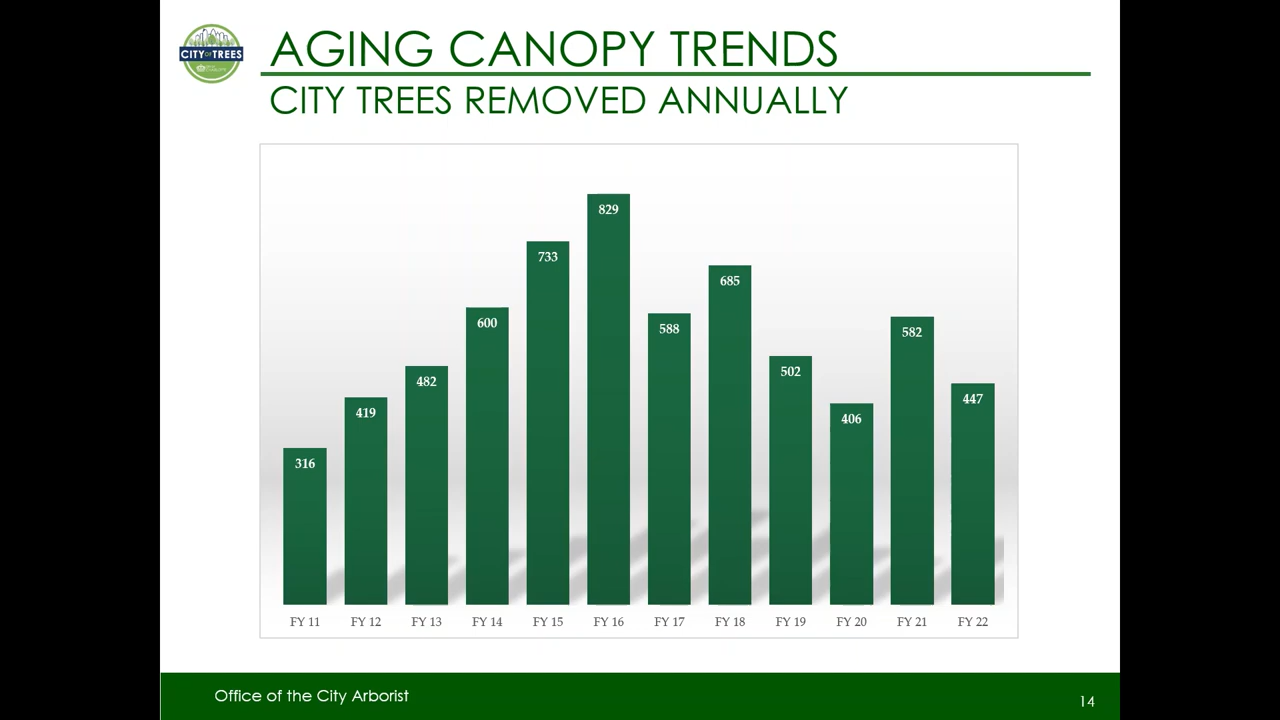 CITY OF TREES
AGING CANOPY TRENDS
CITY TREES REMOVED ANNUALLY
829
733
685
600
588
582
502
482
447
419
406
316
FY 11 FY 12 FY 13 FY 14 FY 15 FY 16 FY 17 FY 18 FY 19 FY 20 FY 21 FY 22
Office of the City Arborist
14